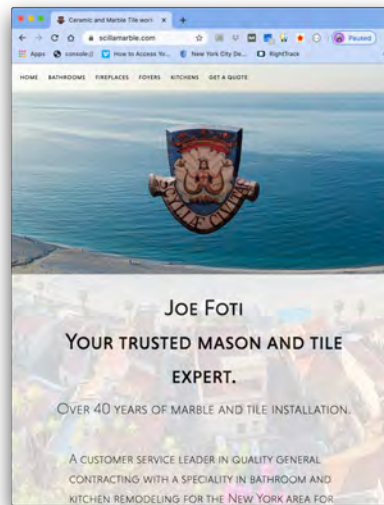 Ceramic and Marble Tile work
scillamarble.com
Paused
Apps console:// How to Access Yo... New York City De... RightTrack
HOME BATHROOMS FIREPLACES FOYERS KITCHENS GET A QUOTE
SCYLLÆ CIVITAS
JOE FOTI
YOUR TRUSTED MASON AND TILE
EXPERT.
OVER 40 YEARS OF MARBLE AND TILE INSTALLATION.
A CUSTOMER SERVICE LEADER IN QUALITY GENERAL
CONTRACTING WITH A SPECIALITY IN BATHROOM AND
KITCHEN REMODELING FOR THE NEW YORK AREA FOR